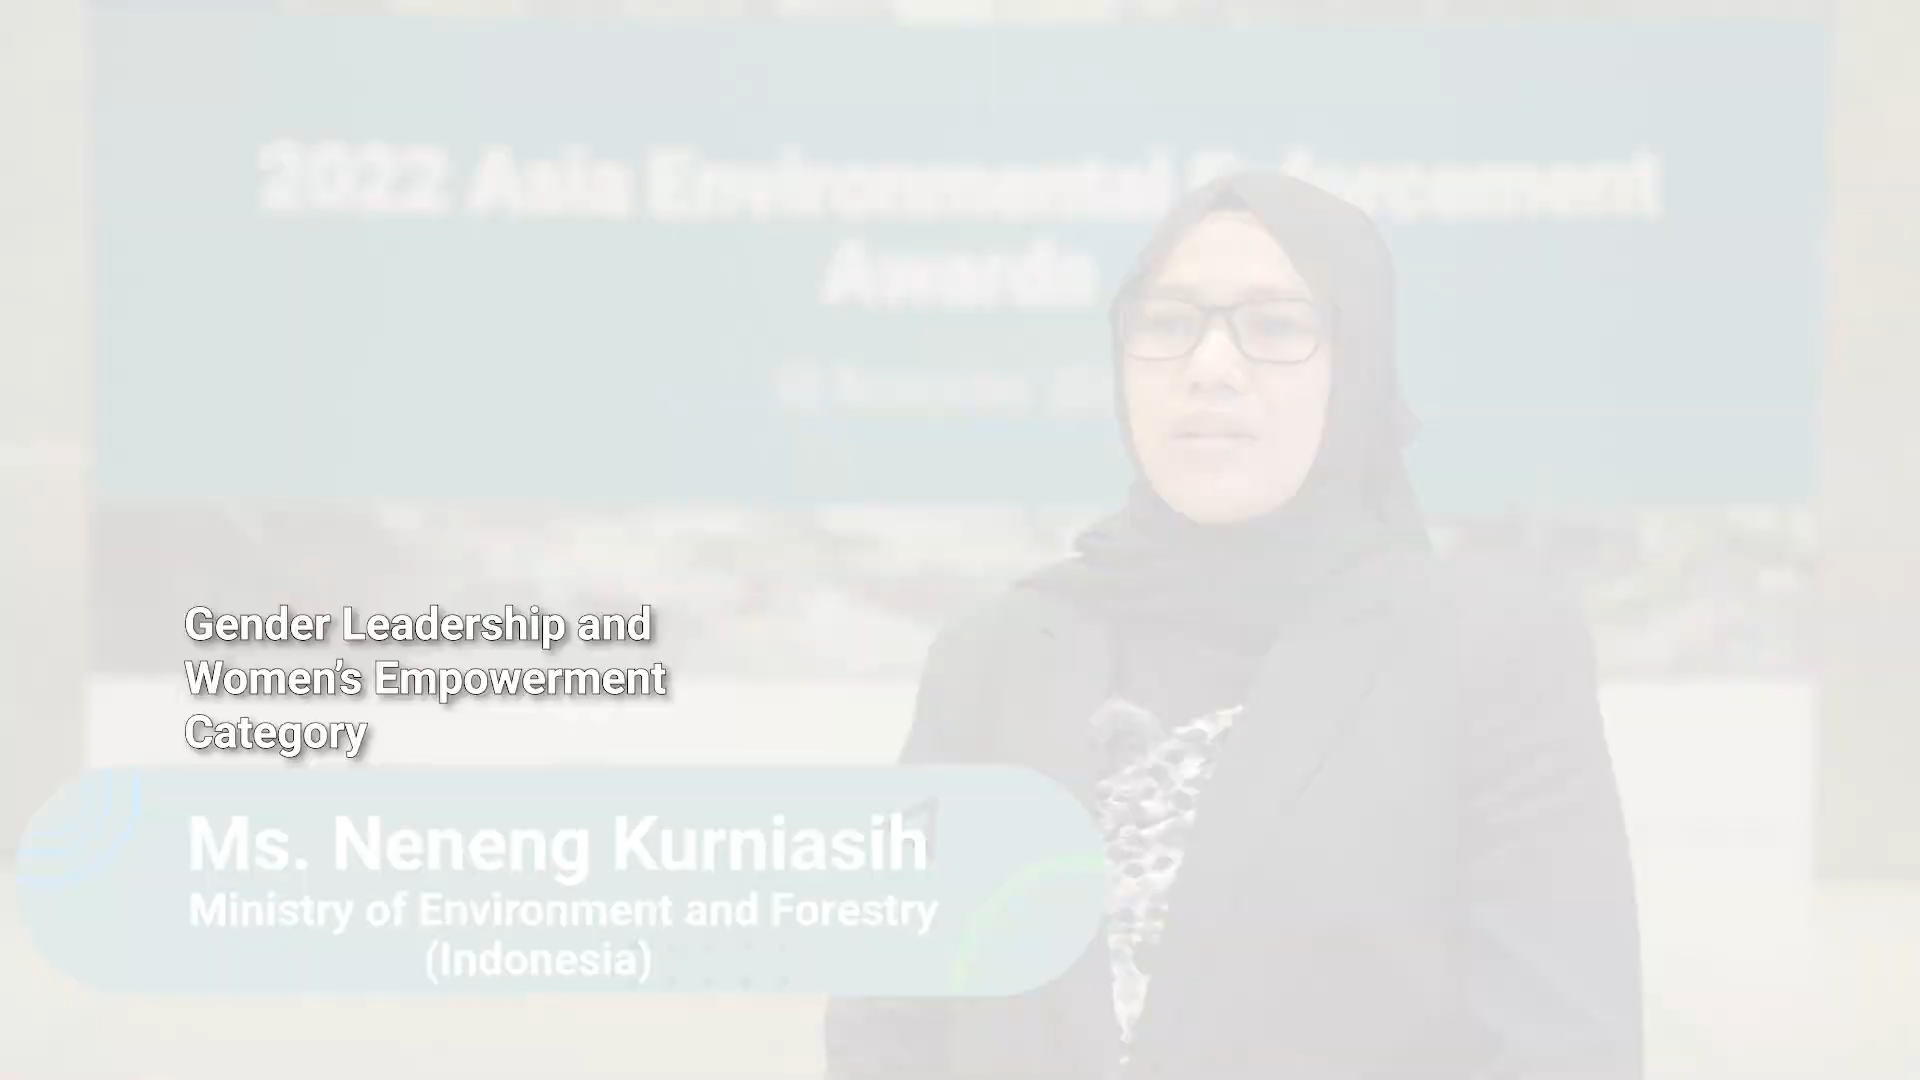 2022 Asia Environmental Enforcement
Awards
Gender Leadership and
Women's Empowerment
Category
Ms. Neneng Kurniasih
Ministry of Environment and Forestry
(Indonesia)